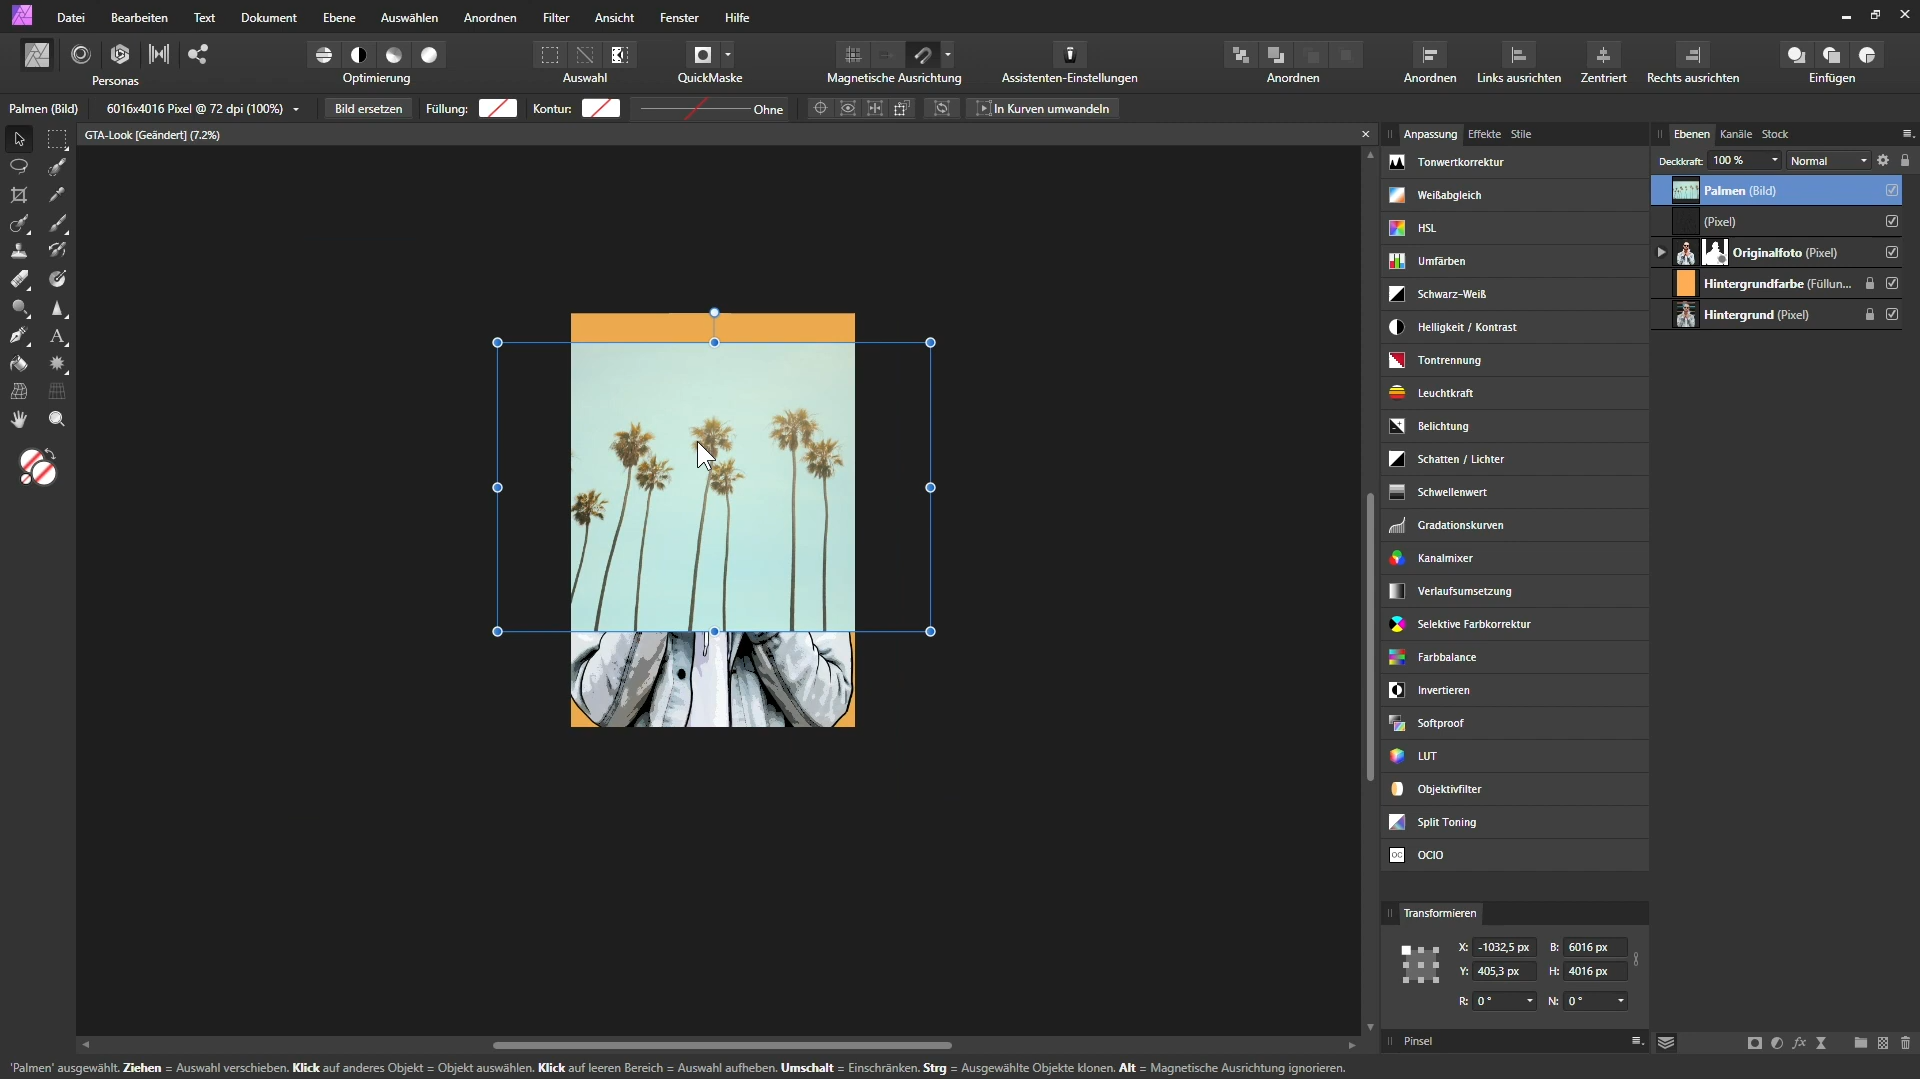 Datei Bearbeiten Text Dokument Ebene Auswählen Anordnen Filter Ansicht Fenster Hilfe
Personas Optimierung Auswahl QuickMaske Magnetische Ausrichtung Assistenten-Einstellungen Anordnen Anordnen Links ausrichten Zentriert Rechts ausrichten Einfügen
Palmen (Bild) 6016x4016 Pixel @ 72 dpi (100%) Bild ersetzen Füllung: Kontur: Ohne In Kurven umwandeln
GTA-Look [Geändert] (7.2%)
Anpassung Effekte Stile
Tonwertkorrektur
Weißabgleich
HSL
Umfärben
Schwarz-Weiß
Helligkeit / Kontrast
Tontrennung
Leuchtkraft
Belichtung
Schatten / Lichter
Schwellenwert
Gradationskurven
Kanalmixer
Verlaufsumsetzung
Selektive Farbkorrektur
Farbbalance
Invertieren
Softproof
LUT
Objektivfilter
Split Toning
OCIO
Transformieren
X: -1032,5 px B: 6016 px
Y: 405,3 px H: 4016 px
R: 0 ° N: 0 °
Pinsel
Ebenen Kanäle Stock
Deckkraft: 100 % Normal
Palmen (Bild)
(Pixel)
Originalfoto (Pixel)
Hintergrundfarbe (Füllun...
Hintergrund (Pixel)
'Palmen' ausgewählt. Ziehen = Auswahl verschieben. Klick auf anderes Objekt = Objekt auswählen. Klick auf leeren Bereich = Auswahl aufheben. Umschalt = Einschränken. Strg = Ausgewählte Objekte klonen. Alt = Magnetische Ausrichtung ignorieren.